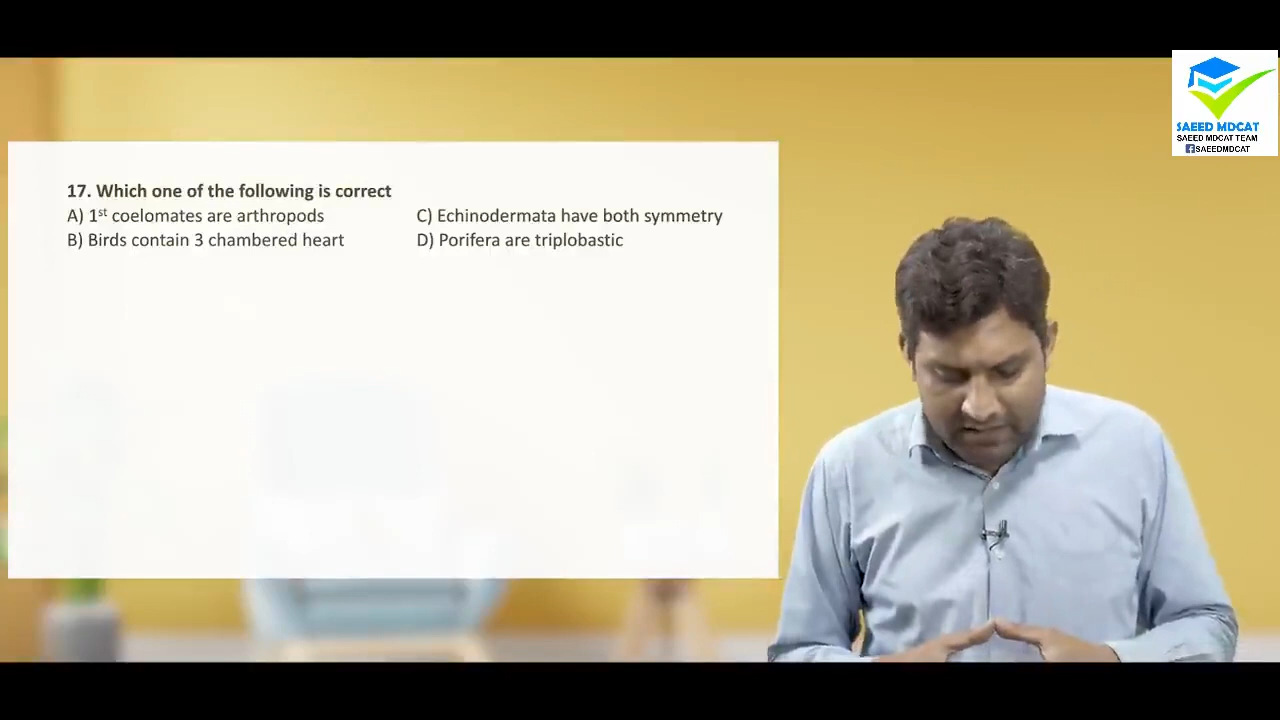 17. Which one of the following is correct
A) 1st coelomates are arthropods
C) Echinodermata have both symmetry
B) Birds contain 3 chambered heart
D) Porifera are triplobastic
SAEED MDCAT
SAEED MDCAT TEAM
SAEEDMDCAT